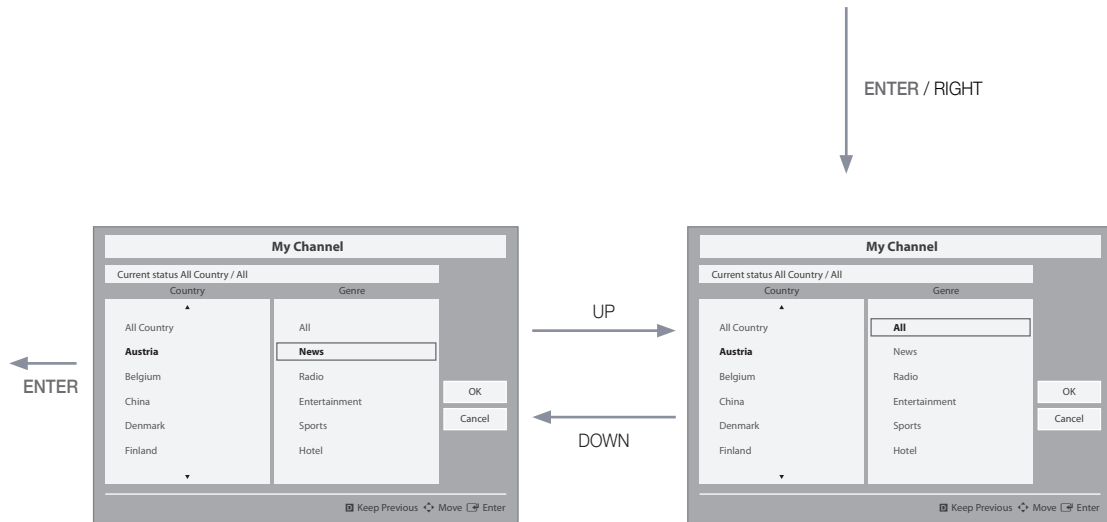 ENTER / RIGHT
My Channel
Current status All Country / All
Country Genre
All Country All
Austria News
Belgium Radio
China Entertainment
Denmark Sports
Finland Hotel
OK
Cancel
Keep Previous Move Enter
ENTER
UP
DOWN
My Channel
Current status All Country / All
Country Genre
All Country All
Austria News
Belgium Radio
China Entertainment
Denmark Sports
Finland Hotel
OK
Cancel
Keep Previous Move Enter